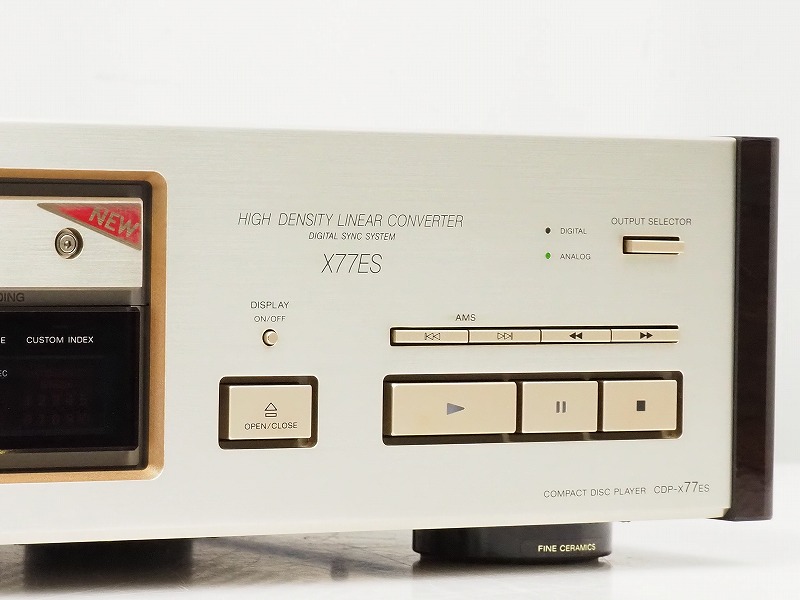 NEW
HIGH DENSITY LINEAR CONVERTER
DIGITAL SYNC SYSTEM
X77ES
DIGITAL
ANALOG
OUTPUT SELECTOR
DISPLAY
ON/OFF
AMS
CUSTOM INDEX
OPEN/CLOSE
COMPACT DISC PLAYER CDP-X77ES
FINE CERAMICS